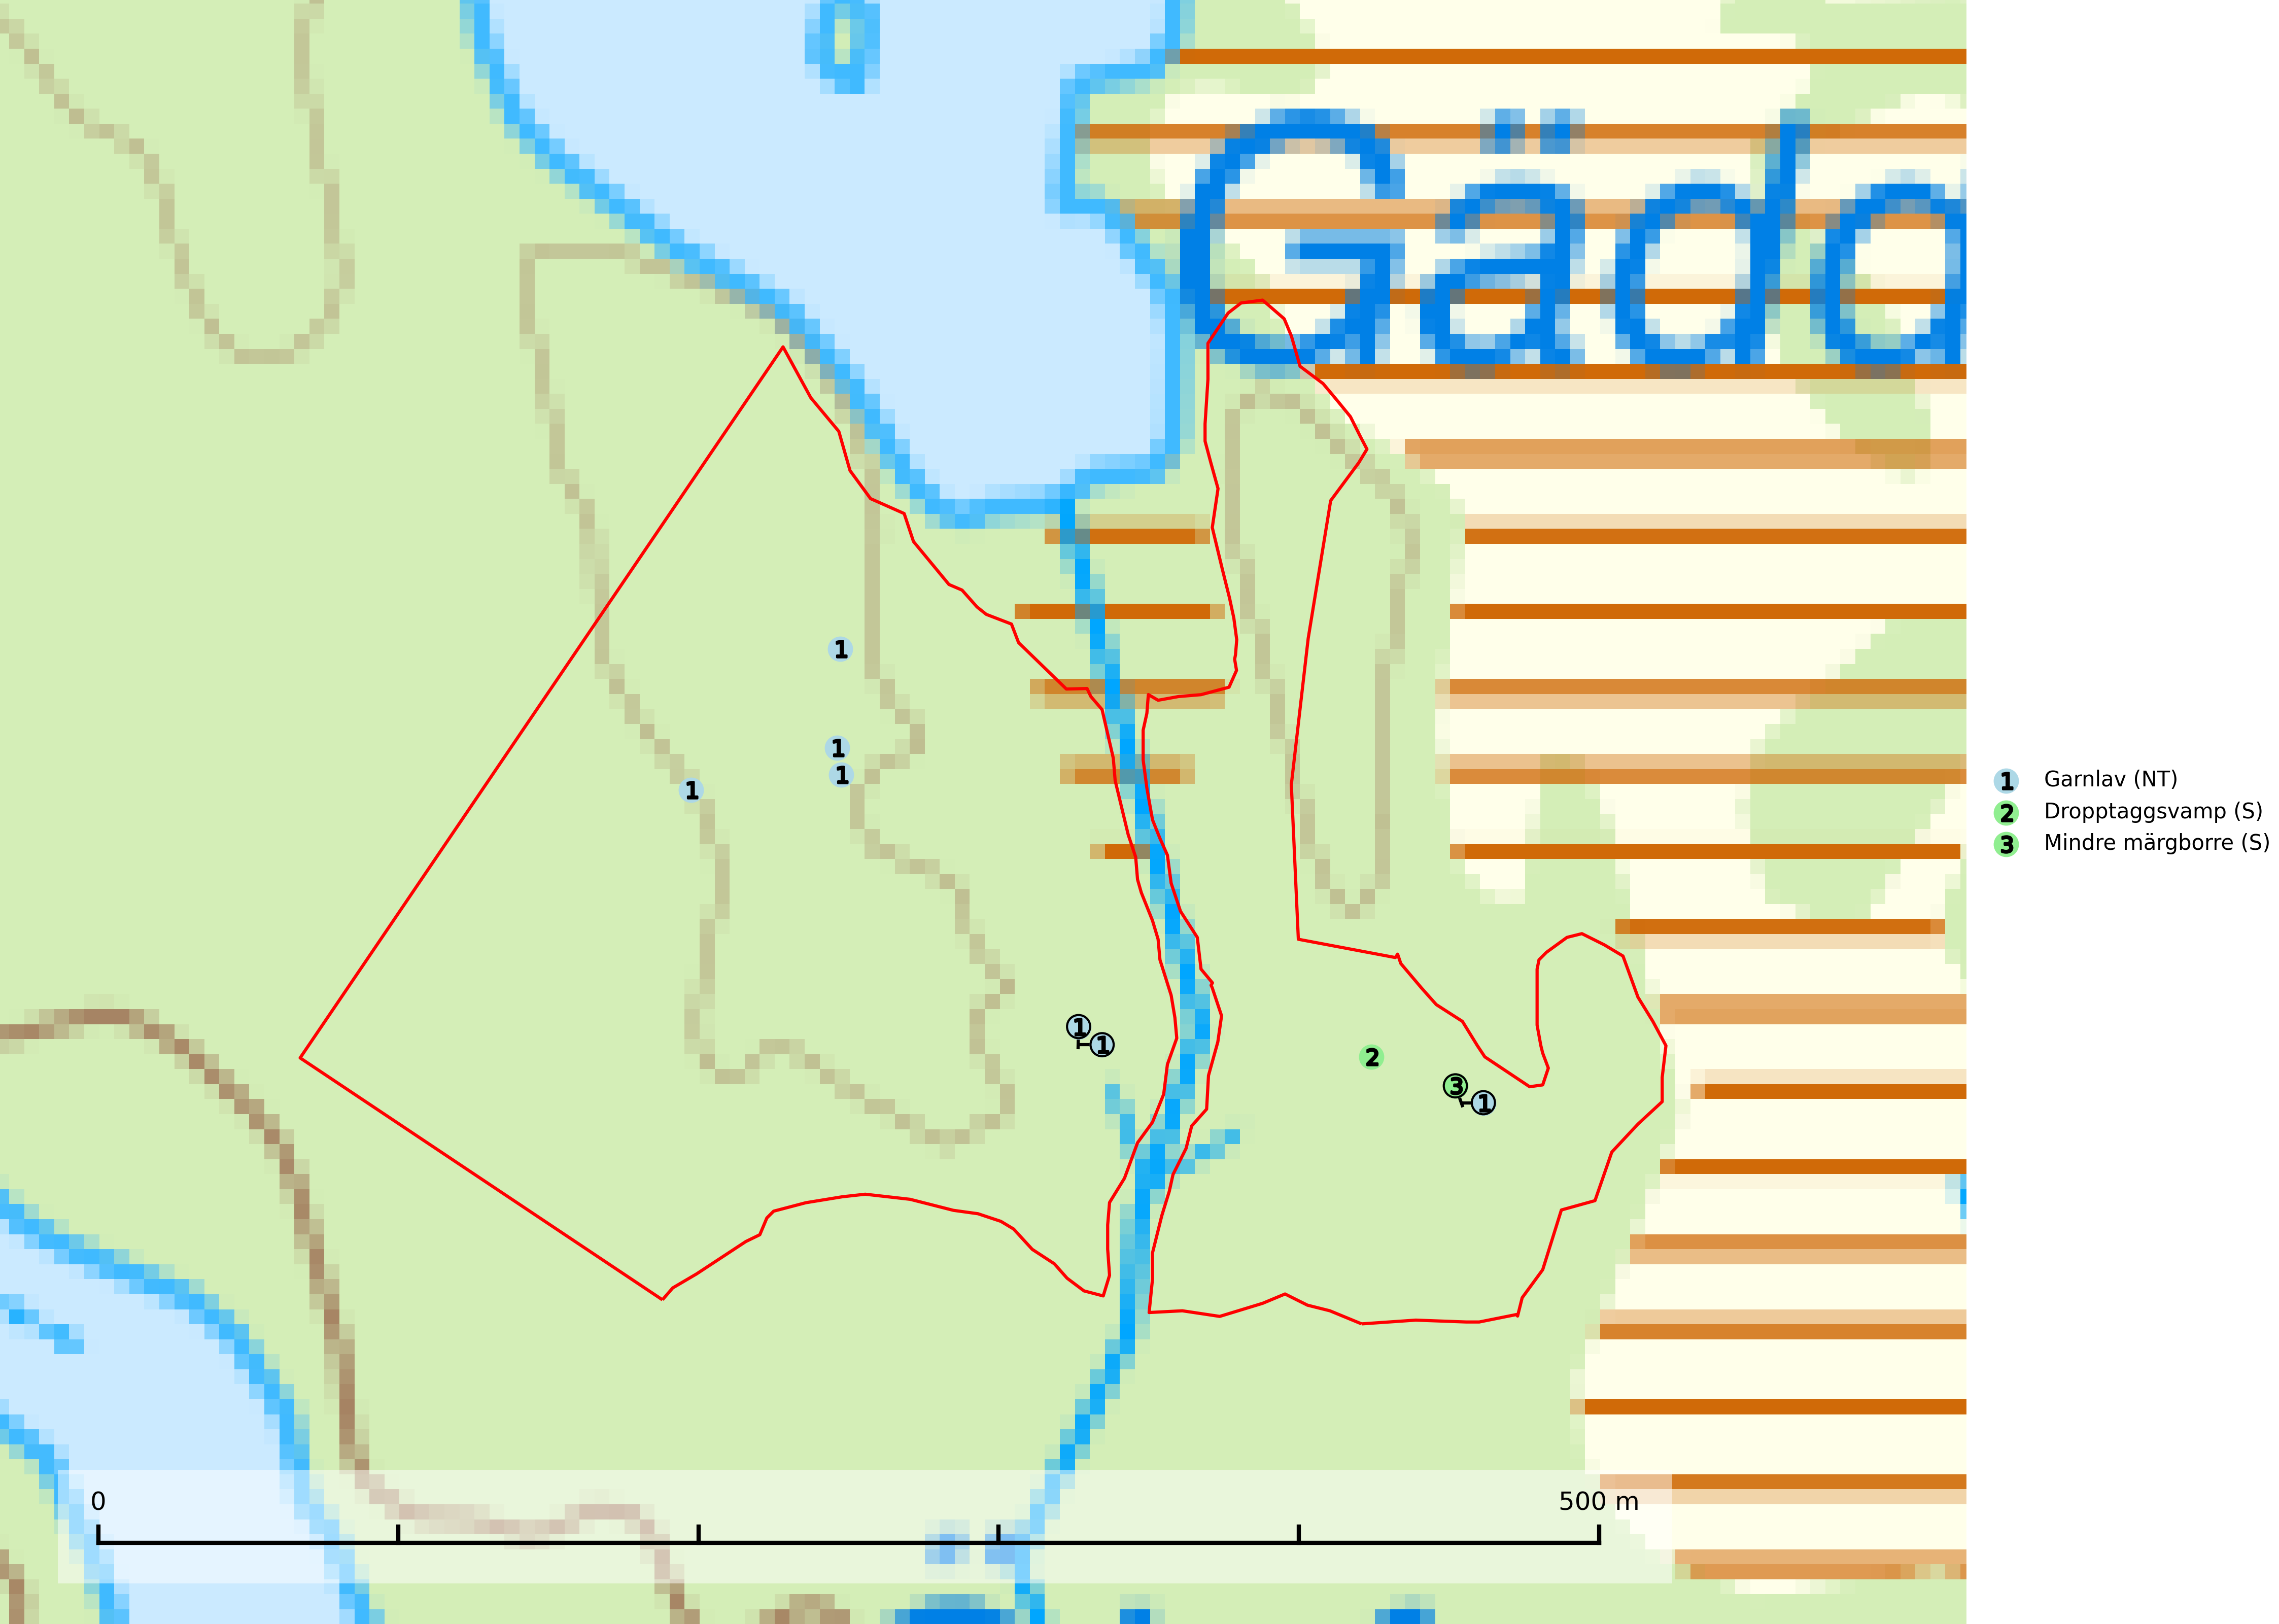 Gädd
1
1
1
1
1
1
2
3
1
1 Garnlav (NT)
2 Dropptaggsvamp (S)
3 Mindre märgborre (S)
0 500 m